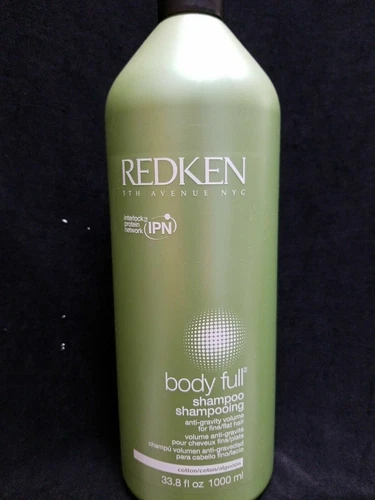 REDKEN
5TH AVENUE NYC
interlock
protein
network
IPN
body full
shampoo
shampooing
anti-gravity volume
for fine/flat hair
volume anti-gravité
pour cheveux fins/plats
champú volumen anti-gravedad
para cabello fino/lacio
cotton/coton/algodón
33.8 fl oz 1000 ml